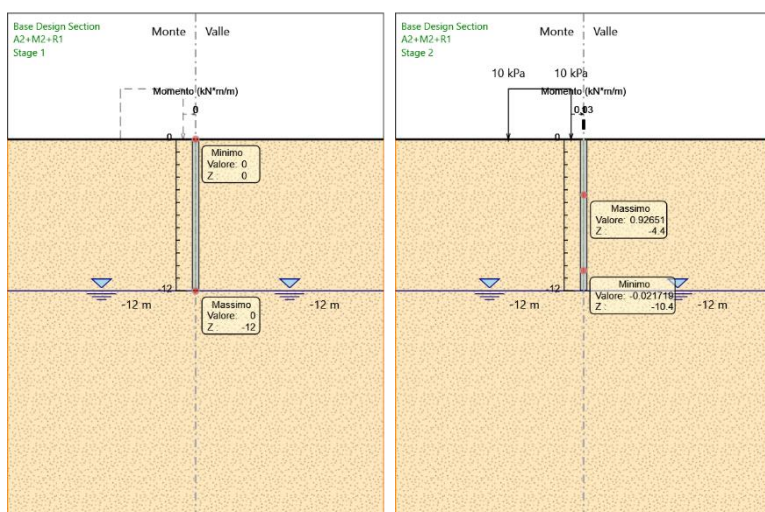 Base Design Section
A2+M2+R1
Stage 1
Monte
Valle
Momento (kN*m/m)
0
0
Minimo
Valore: 0
Z : 0
-12
-12 m
-12 m
Massimo
Valore: 0
Z : -12
Base Design Section
A2+M2+R1
Stage 2
Monte
Valle
10 kPa
10 kPa
Momento (kN*m/m)
0
Massimo
Valore: 0.92651
Z : -4.4
-12
-12 m
-12 m
Minimo
Valore: -0.021719
Z : -10.4